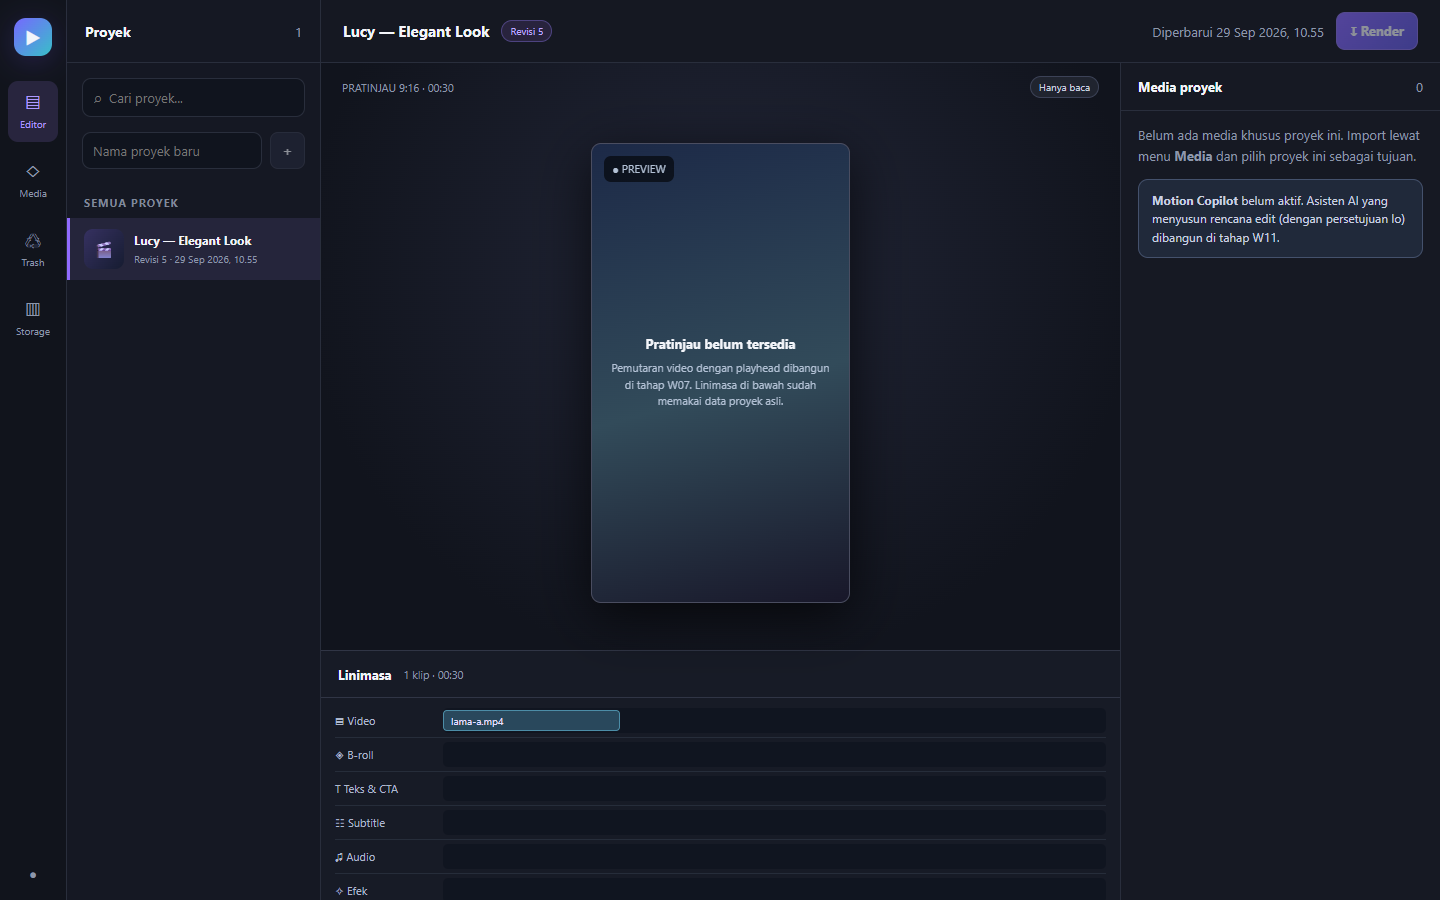 Editor
Media
Trash
Storage
Proyek 1
Cari proyek...
Nama proyek baru
+
SEMUA PROYEK
Lucy — Elegant Look
Revisi 5 · 29 Sep 2026, 10.55
Lucy — Elegant Look Revisi 5
Diperbarui 29 Sep 2026, 10.55
Render
PRATINJAU 9:16 · 00:30
Hanya baca
PREVIEW
Pratinjau belum tersedia
Pemutaran video dengan playhead dibangun
di tahap W07. Linimasa di bawah sudah
memakai data proyek asli.
Linimasa 1 klip · 00:30
Video
lama-a.mp4
B-roll
T Teks & CTA
Subtitle
Audio
Efek
Media proyek 0
Belum ada media khusus proyek ini. Import lewat
menu Media dan pilih proyek ini sebagai tujuan.
Motion Copilot belum aktif. Asisten AI yang
menyusun rencana edit (dengan persetujuan lo)
dibangun di tahap W11.